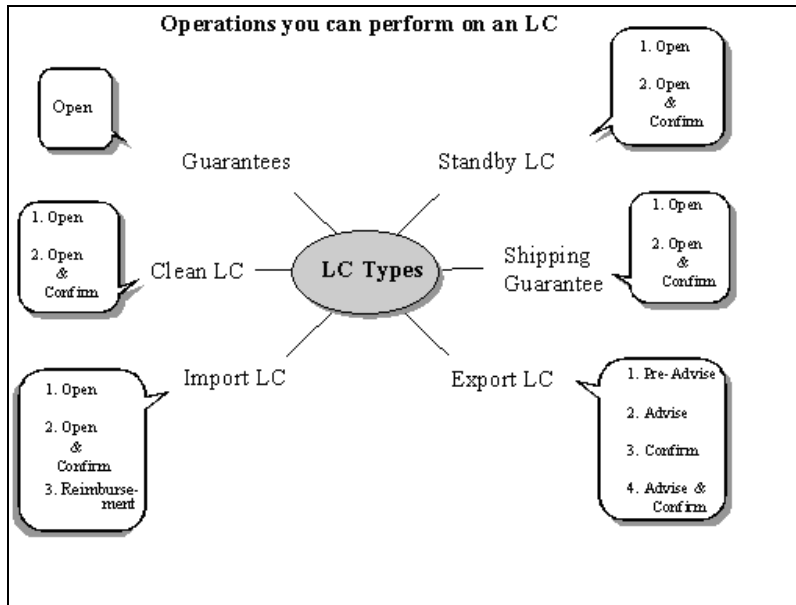 Operations you can perform on an LC
Open
Guarantees
1. Open
2. Open
&
Confirm
Standby LC
1. Open
2. Open
&
Confirm
Clean LC
LC Types
1. Open
2. Open
&
Confirm
Shipping
Guarantee
1. Open
2. Open
&
Confirm
3. Reimburse-
ment
Import LC
Export LC
1. Pre-Advise
2. Advise
3. Confirm
4. Advise &
Confirm